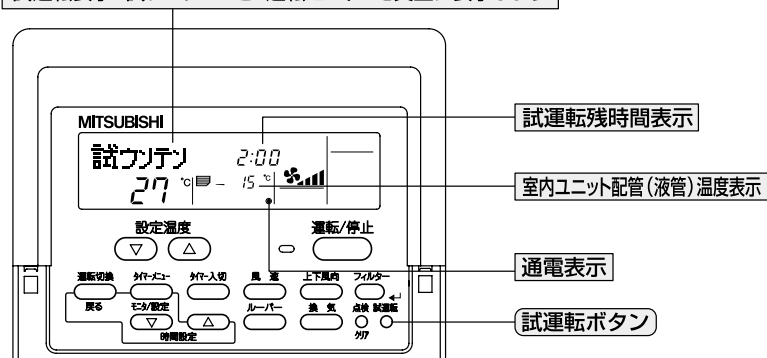 試運転残時間表示
MITSUBISHI
試ウンテン 2:00
27 ℃ – 15 ℃
室内ユニット配管(液管)温度表示
設定温度 運転/停止
通電表示
運転切換 タイマーメニュー タイマー入切 風 速 上下風向 フィルター
戻る モニタ/設定 ルーパー 換 気 点検 試運転
試運転ボタン
時間設定 クリア